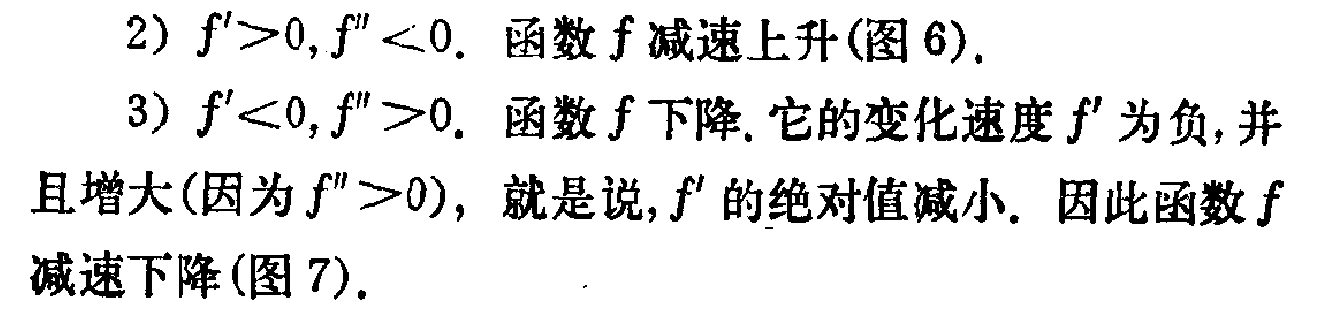 2) f′>0, f″<0. 函数 f 减速上升(图 6).
3) f′<0, f″>0. 函数 f 下降. 它的变化速度 f′ 为负, 并
且增大(因为 f″>0), 就是说, f′ 的绝对值减小. 因此函数 f
减速下降(图 7).